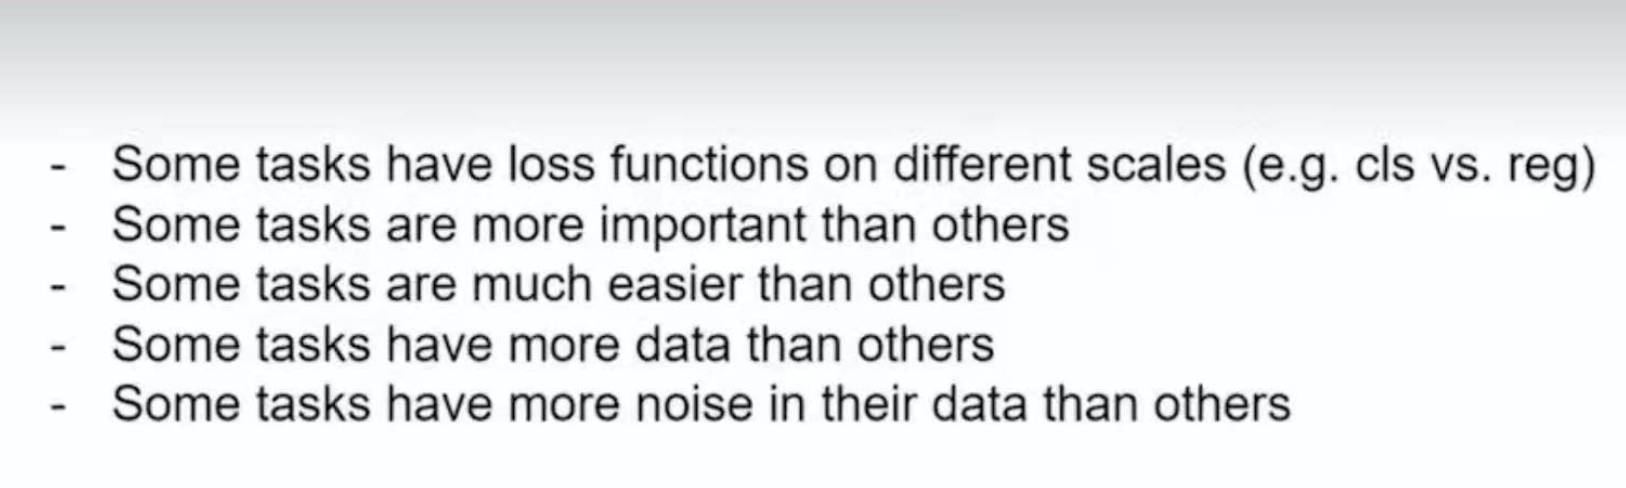 - Some tasks have loss functions on different scales (e.g. cls vs. reg)
- Some tasks are more important than others
- Some tasks are much easier than others
- Some tasks have more data than others
- Some tasks have more noise in their data than others